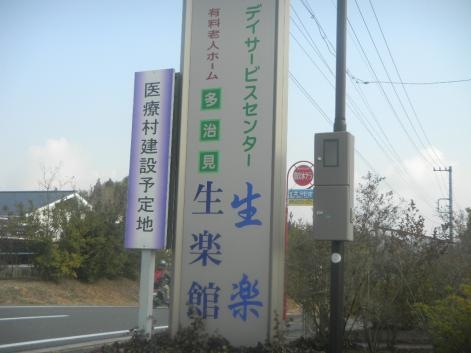 デイサービスセンター
生楽
有料老人ホーム
多治見
生楽館
医療村建設予定地